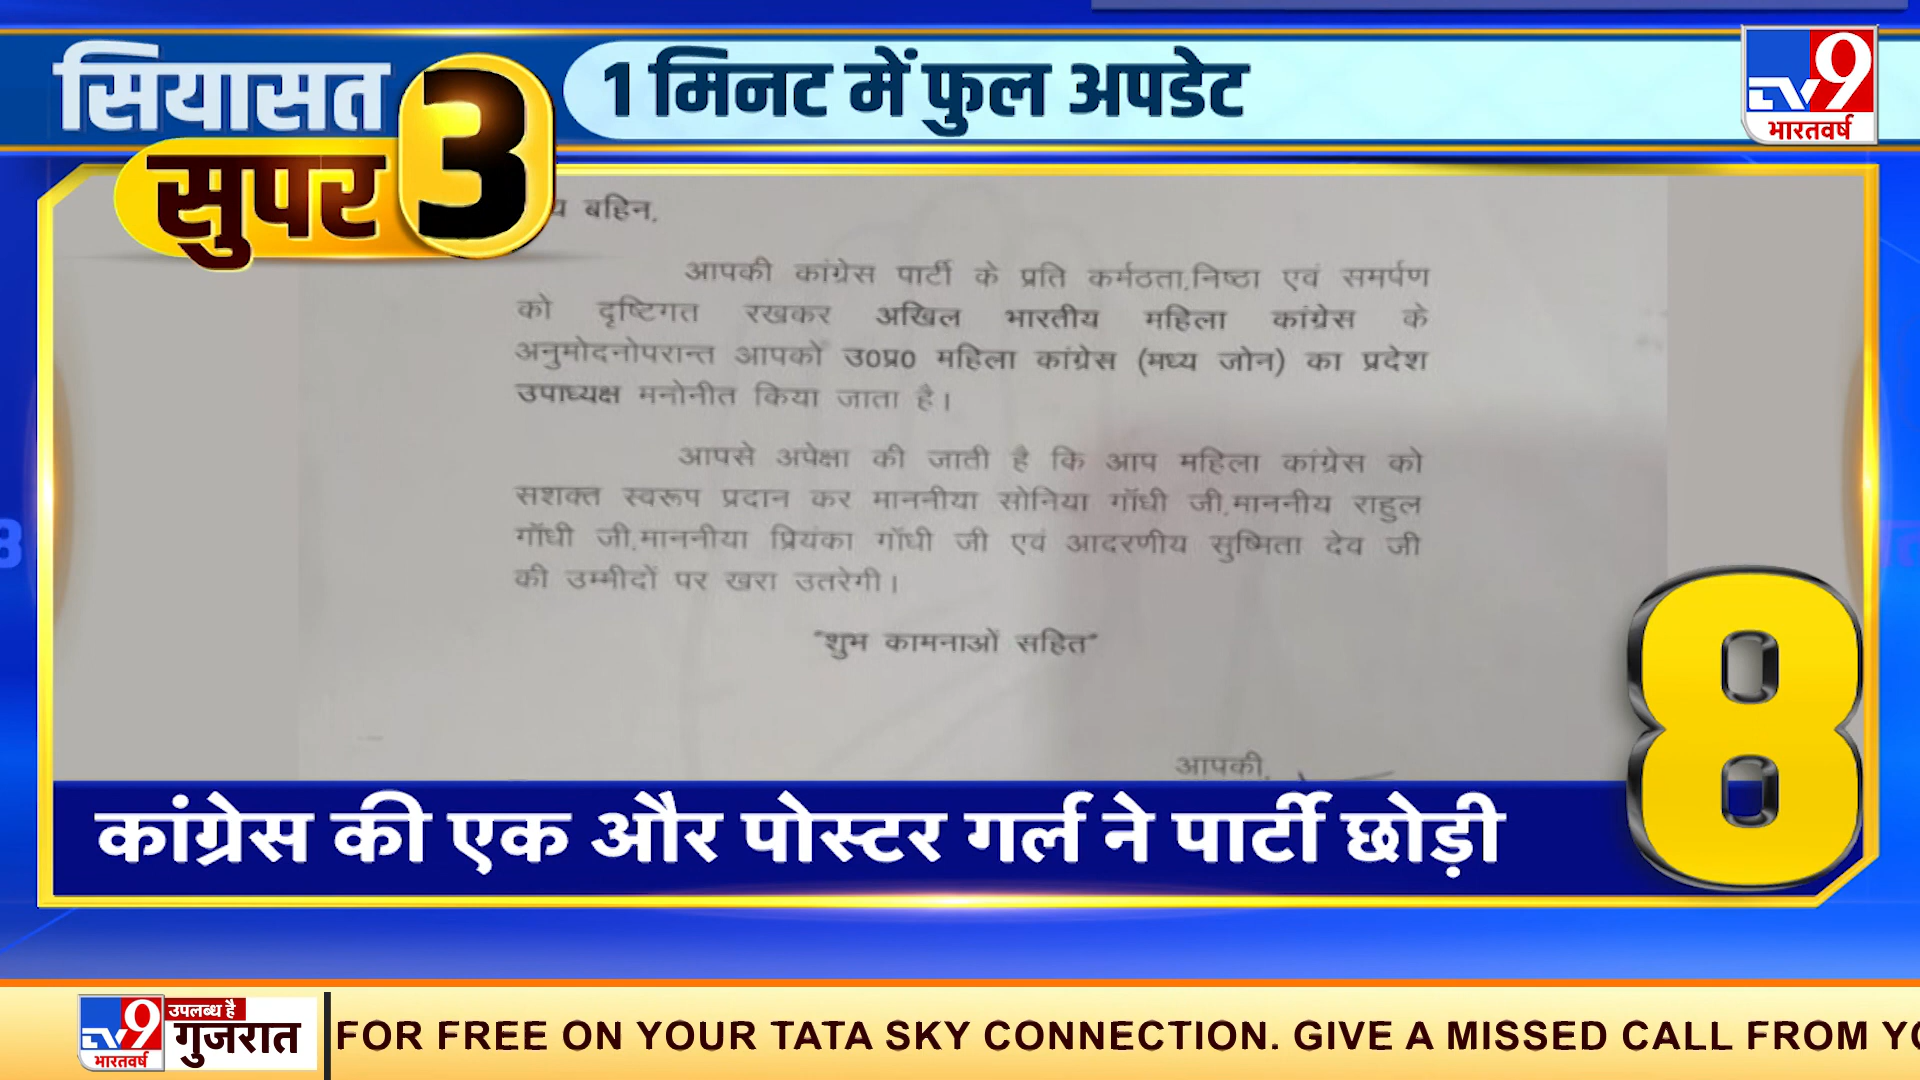 सियासत
सुपर
3
1 मिनट में फुल अपडेट
TV9
भारतवर्ष
बहिन,
आपकी कांग्रेस पार्टी के प्रति कर्मठता,निष्ठा एवं समर्पण
को दृष्टिगत रखकर अखिल भारतीय महिला कांग्रेस के
अनुमोदनोपरान्त आपको उ0प्र0 महिला कांग्रेस (मध्य जोन) का प्रदेश
उपाध्यक्ष मनोनीत किया जाता है।
आपसे अपेक्षा की जाती है कि आप महिला कांग्रेस को
सशक्त स्वरूप प्रदान कर माननीया सोनिया गॉधी जी,माननीय राहुल
गॉधी जी,माननीया प्रियंका गॉधी जी एवं आदरणीय सुष्मिता देव जी
की उम्मीदों पर खरा उतरेगी।
"शुभ कामनाओं सहित"
आपकी,
8
कांग्रेस की एक और पोस्टर गर्ल ने पार्टी छोड़ी
TV9
भारतवर्ष
उपलब्ध है
गुजरात
FOR FREE ON YOUR TATA SKY CONNECTION. GIVE A MISSED CALL FROM